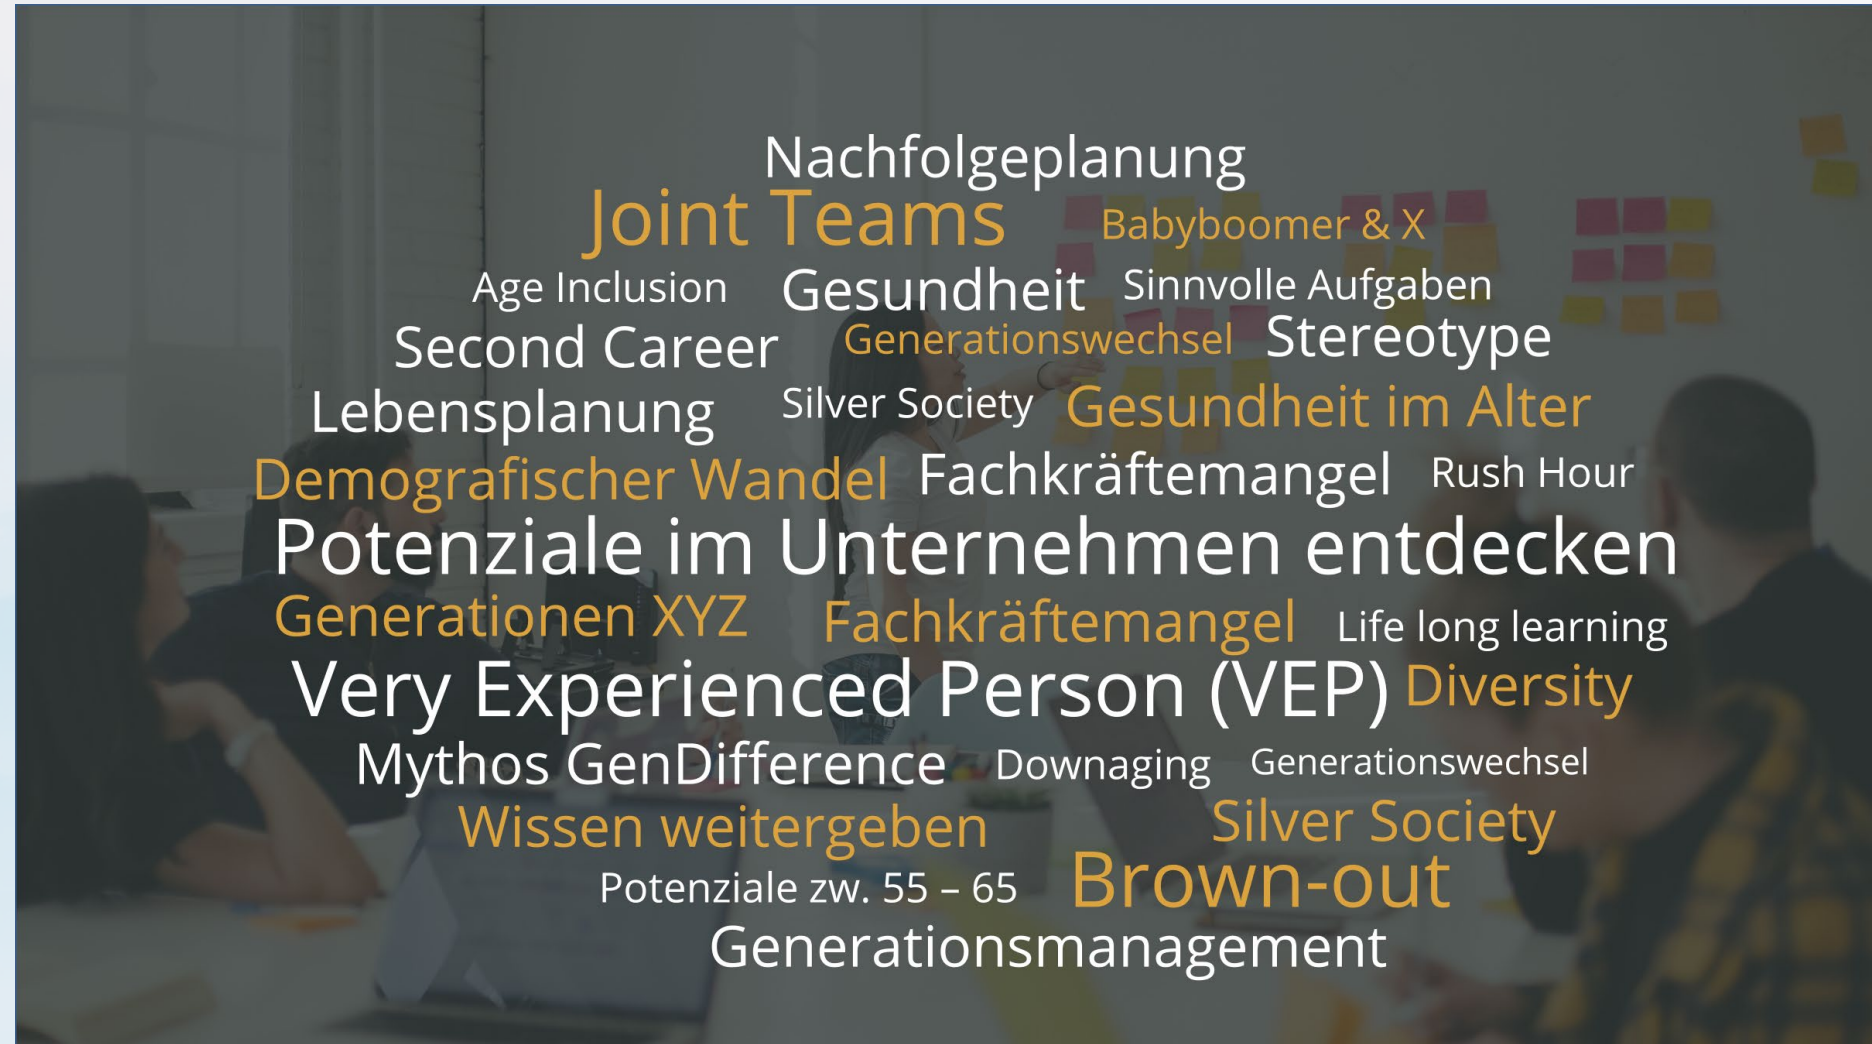 Nachfolgeplanung
Joint Teams Babyboomer & X
Age Inclusion Gesundheit Sinnvolle Aufgaben
Second Career Generationswechsel Stereotype
Lebensplanung Silver Society Gesundheit im Alter
Demografischer Wandel Fachkräftemangel Rush Hour
Potenziale im Unternehmen entdecken
Generationen XYZ Fachkräftemangel Life long learning
Very Experienced Person (VEP) Diversity
Mythos GenDifference Downaging Generationswechsel
Wissen weitergeben Silver Society
Potenziale zw. 55 – 65 Brown-out
Generationsmanagement